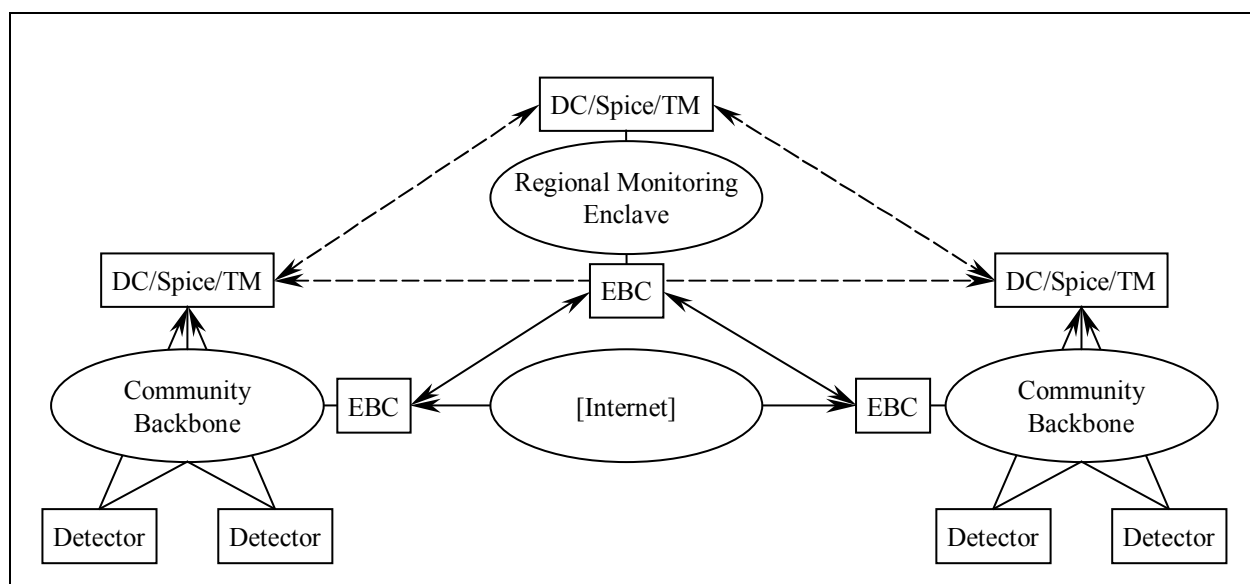 DC/Spice/TM
Regional Monitoring
Enclave
DC/Spice/TM
EBC
DC/Spice/TM
Community
Backbone
EBC
[Internet]
EBC
Community
Backbone
Detector
Detector
Detector
Detector